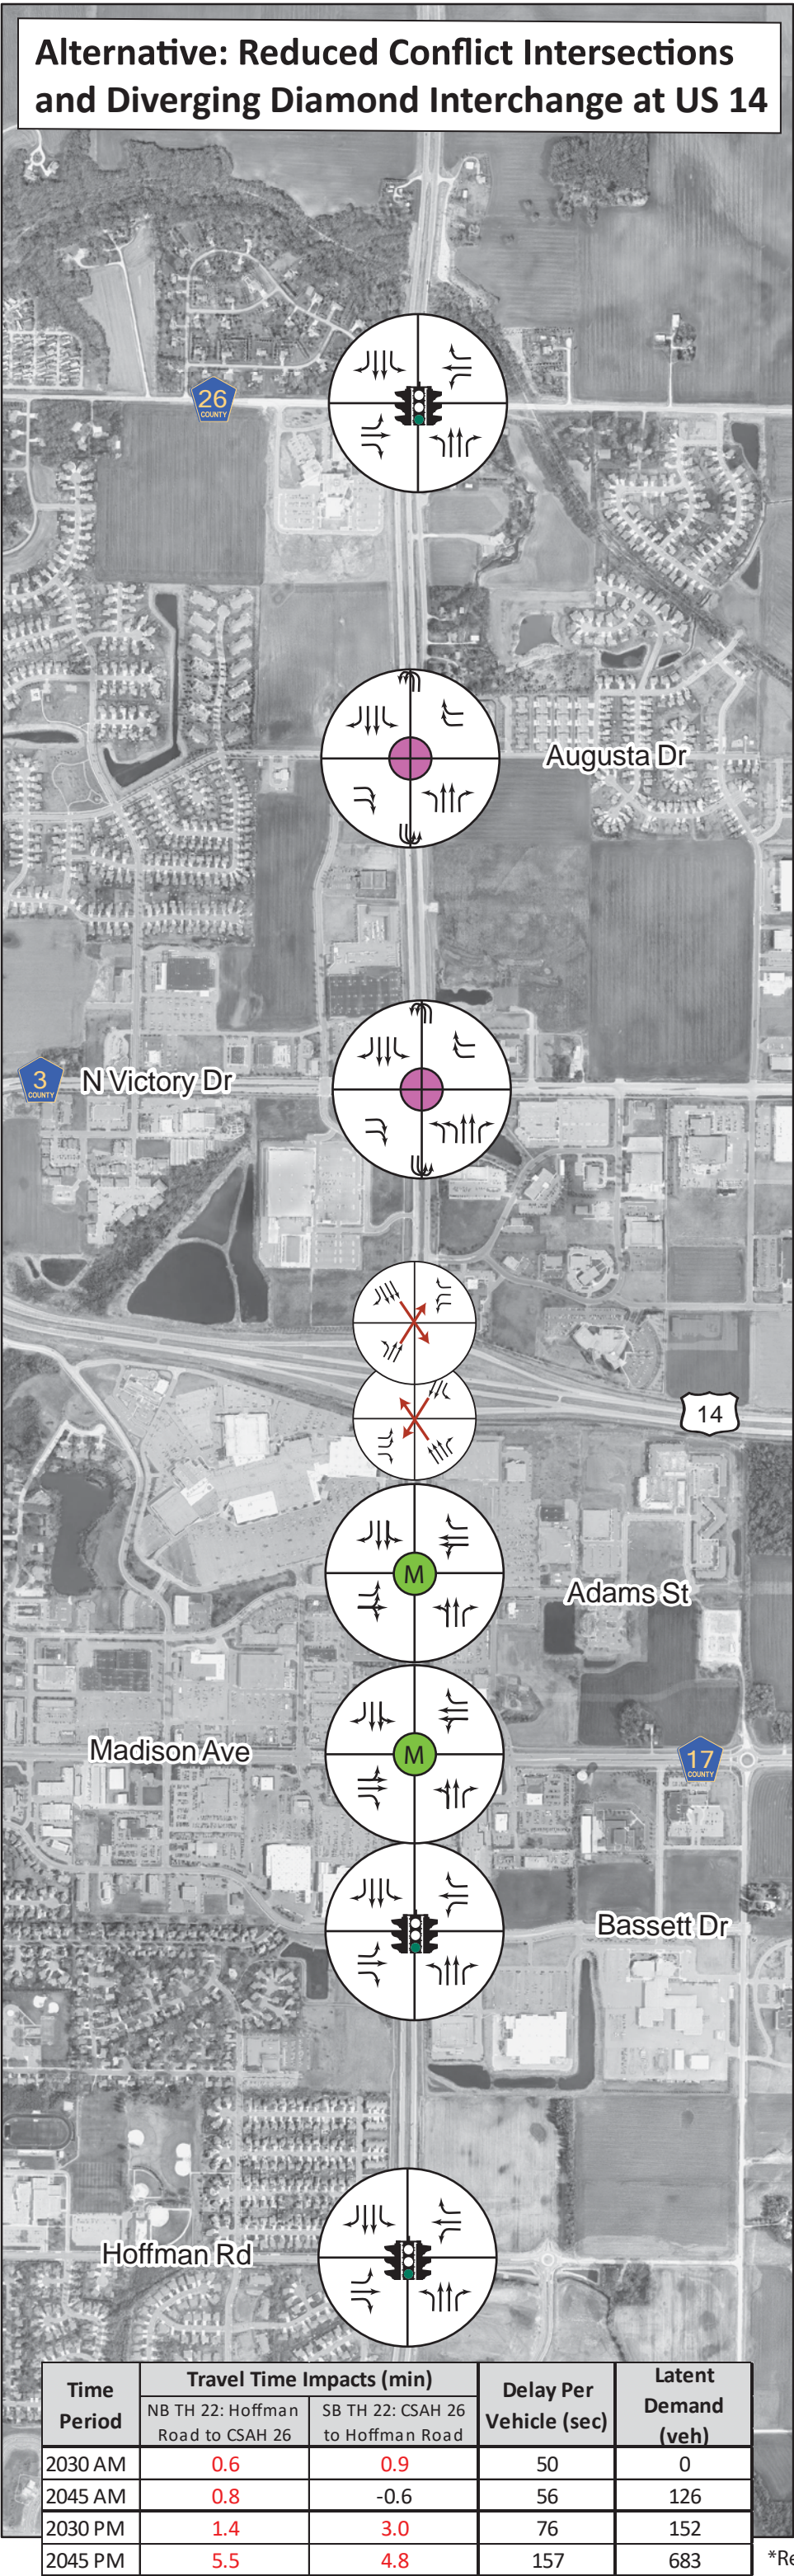 Alternative: Reduced Conflict Intersections
and Diverging Diamond Interchange at US 14
26
COUNTY
Augusta Dr
3
COUNTY
N Victory Dr
14
M
Adams St
Madison Ave
M
17
COUNTY
Bassett Dr
Hoffman Rd
Time
Period
Travel Time Impacts (min)
NB TH 22: Hoffman
Road to CSAH 26
SB TH 22: CSAH 26
to Hoffman Road
Delay Per
Vehicle (sec)
Latent
Demand
(veh)
2030 AM 0.6 0.9 50 0
2045 AM 0.8 -0.6 56 126
2030 PM 1.4 3.0 76 152
2045 PM 5.5 4.8 157 683